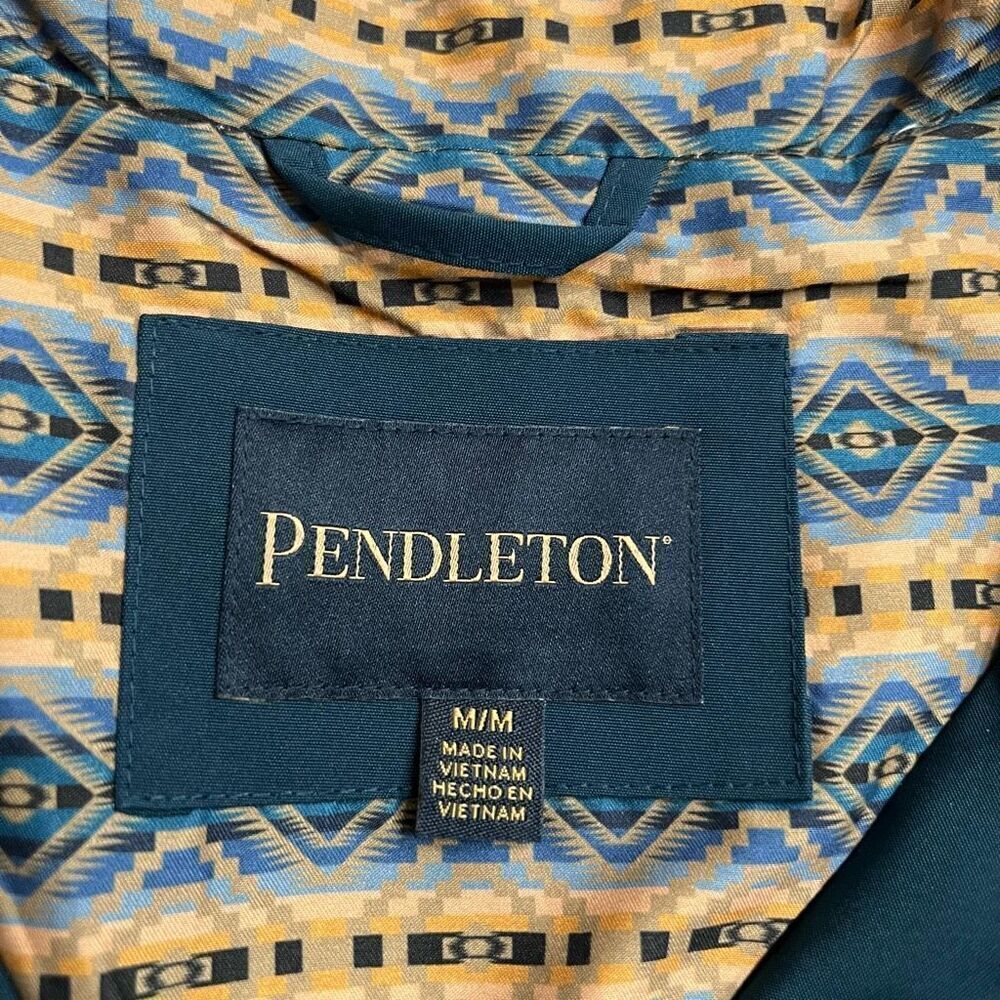 PENDLETON®
M/M
MADE IN
VIETNAM
HECHO EN
VIETNAM